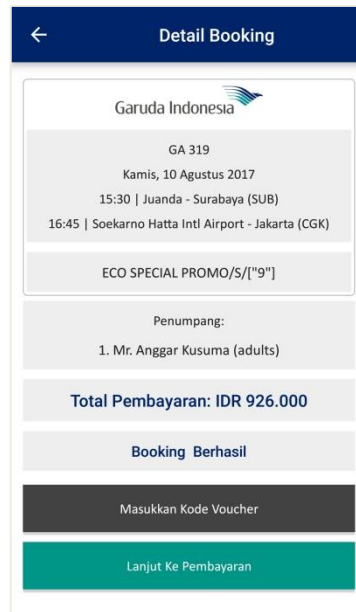 Detail Booking
Garuda Indonesia
GA 319
Kamis, 10 Agustus 2017
15:30 | Juanda - Surabaya (SUB)
16:45 | Soekarno Hatta Intl Airport - Jakarta (CGK)
ECO SPECIAL PROMO/S/["9"]
Penumpang:
1. Mr. Anggar Kusuma (adults)
Total Pembayaran: IDR 926.000
Booking Berhasil
Masukkan Kode Voucher
Lanjut Ke Pembayaran